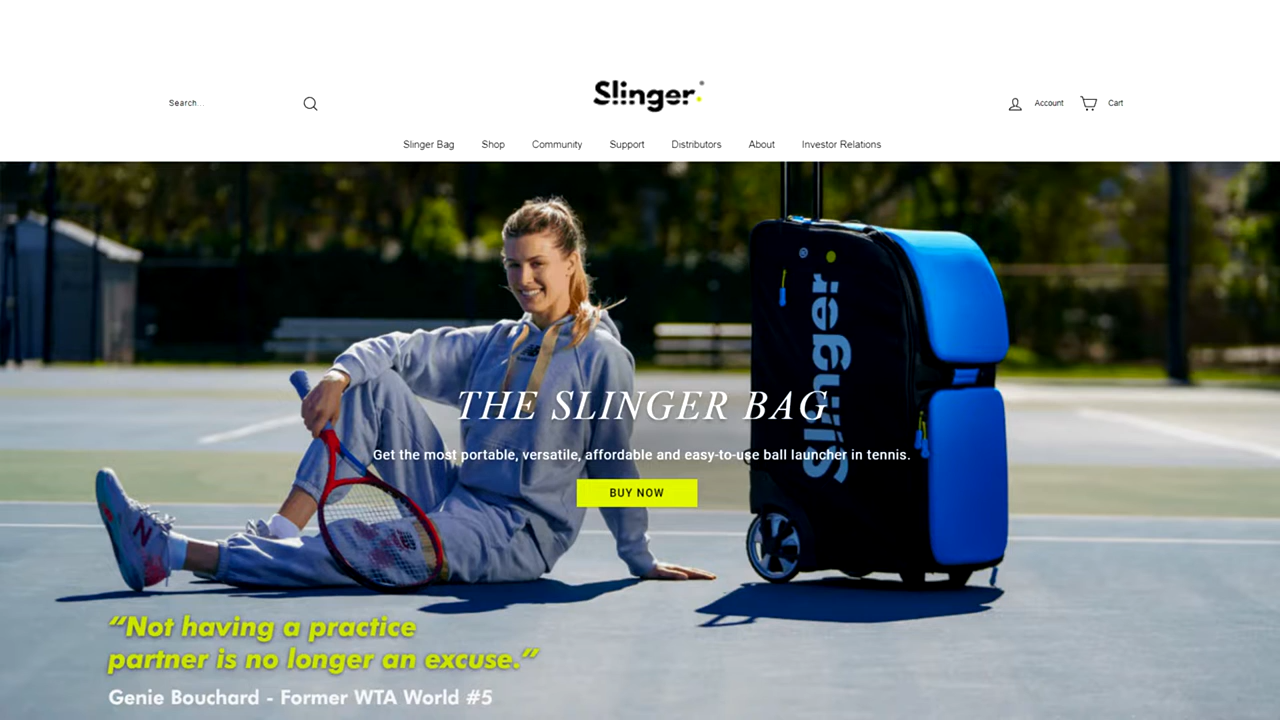 Slinger
Search...
Account
Cart
Slinger Bag
Shop
Community
Support
Distributors
About
Investor Relations
Slinger
THE SLINGER BAG
Get the most portable, versatile, affordable and easy-to-use ball launcher in tennis.
BUY NOW
“Not having a practice
partner is no longer an excuse.”
Genie Bouchard - Former WTA World #5